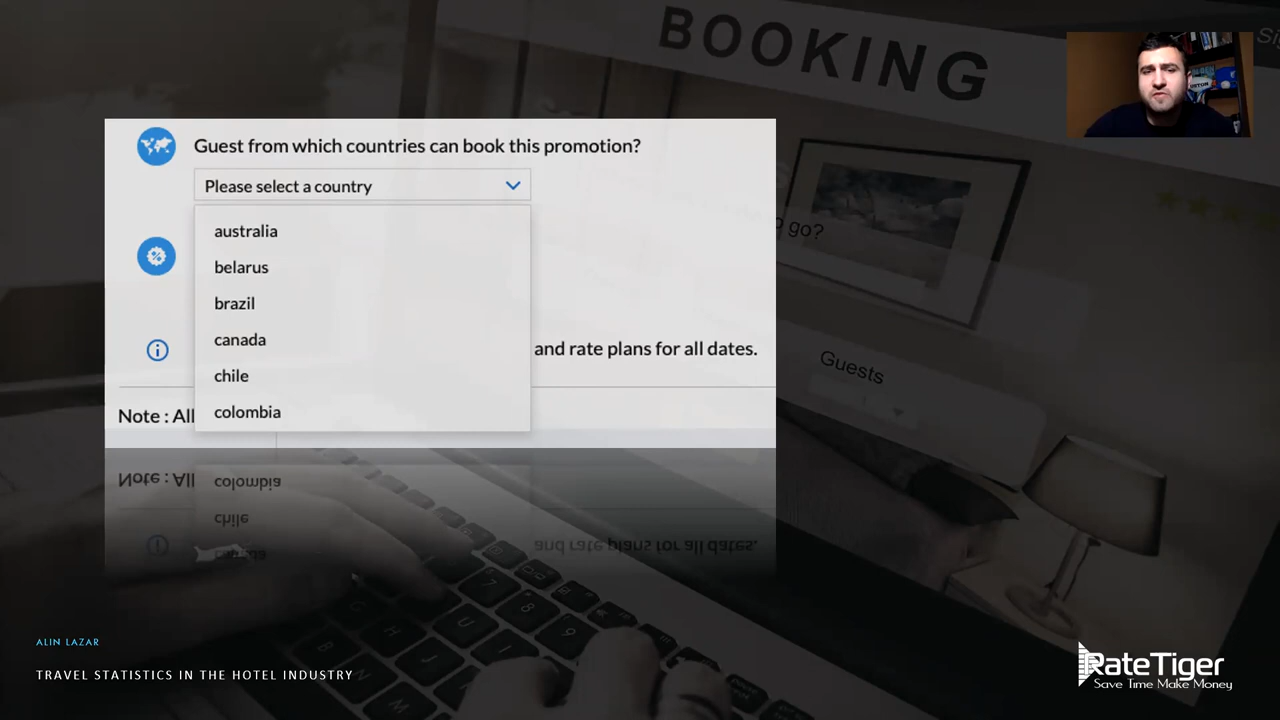 BOOKING
Guest from which countries can book this promotion?
Please select a country
australia
belarus
brazil
canada
chile
colombia
and rate plans for all dates.
Note : All
go?
Guests
ALIN LAZAR
TRAVEL STATISTICS IN THE HOTEL INDUSTRY
RateTiger
Save Time Make Money